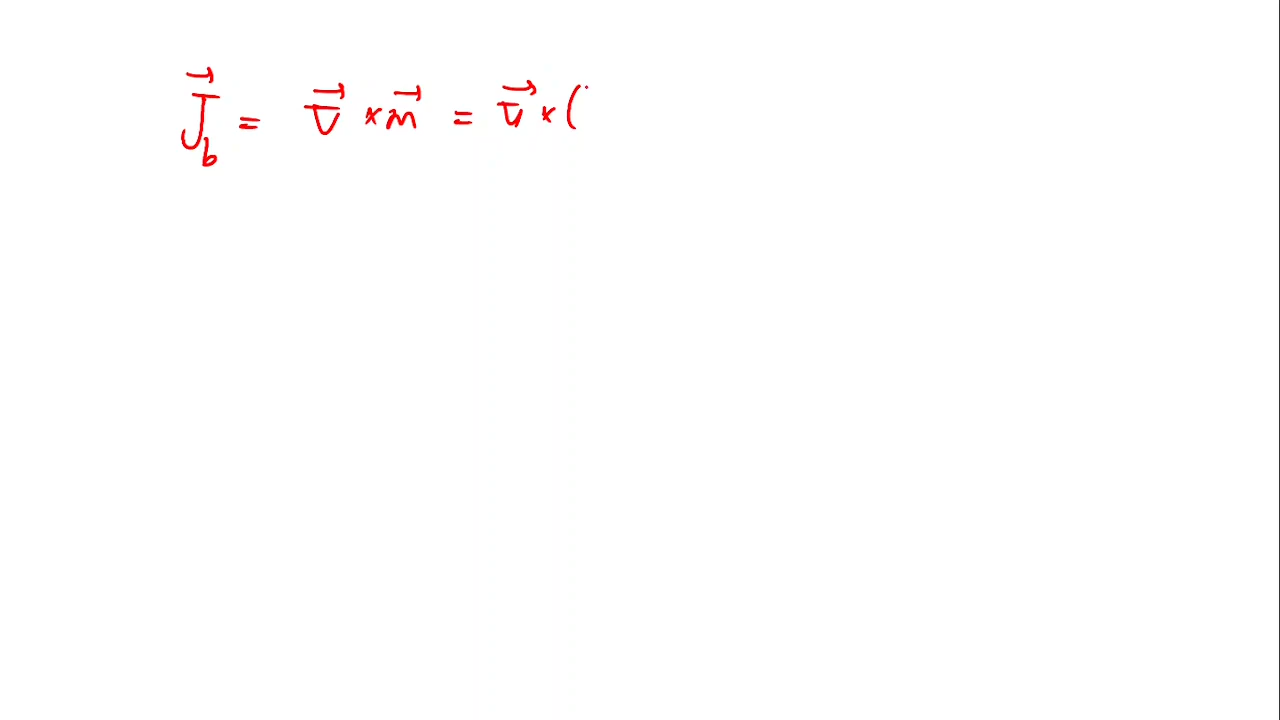 J⃗_b = ∇⃗ × m⃗ = ∇⃗ × (